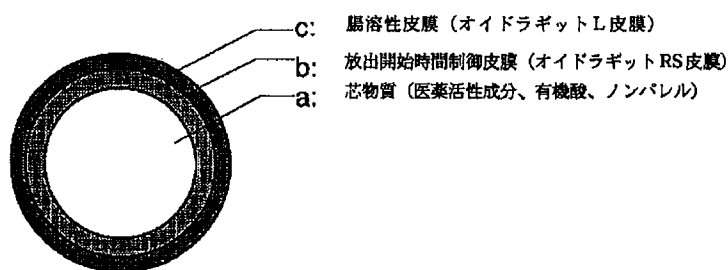 c: 腸溶性皮膜（オイドラギットL皮膜）
b: 放出開始時間制御皮膜（オイドラギットRS皮膜）
a: 芯物質（医薬活性成分、有機酸、ノンパレル）